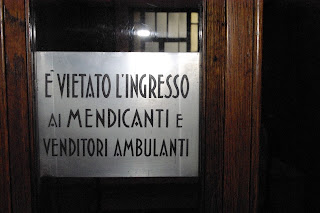 È VIETATO L'INGRESSO
AI MENDICANTI E
VENDITORI AMBULANTI